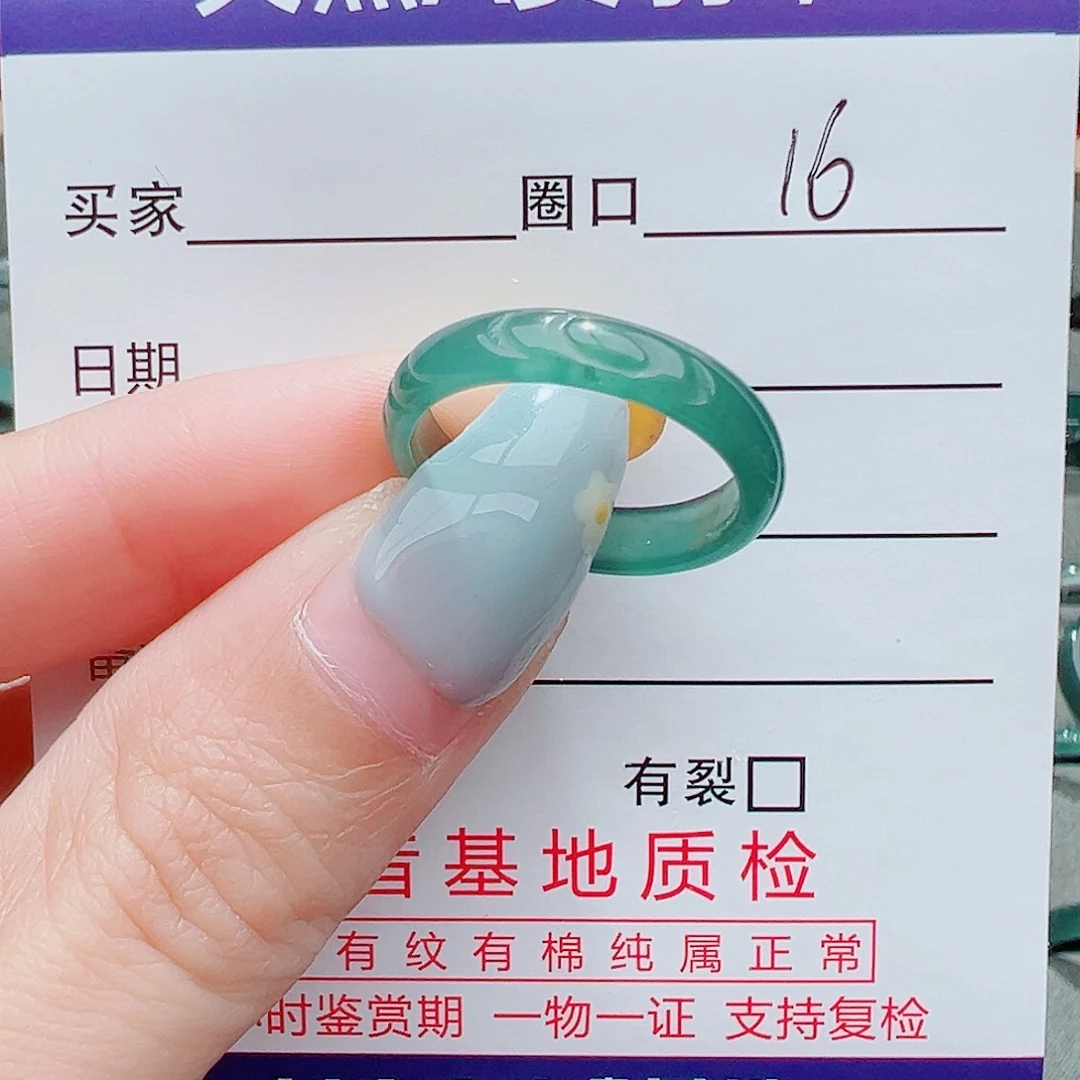 买家 圈口 16
日期
有裂
基地质检
有纹有棉纯属正常
时鉴赏期 一物一证 支持复检